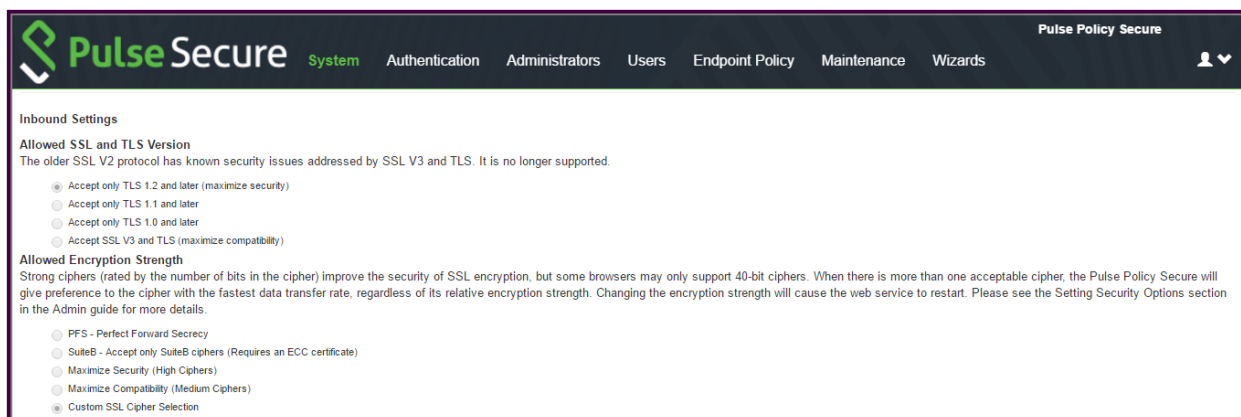 Pulse Policy Secure
Pulse Secure System Authentication Administrators Users Endpoint Policy Maintenance Wizards
Inbound Settings
Allowed SSL and TLS Version
The older SSL V2 protocol has known security issues addressed by SSL V3 and TLS. It is no longer supported.
Accept only TLS 1.2 and later (maximize security)
Accept only TLS 1.1 and later
Accept only TLS 1.0 and later
Accept SSL V3 and TLS (maximize compatibility)
Allowed Encryption Strength
Strong ciphers (rated by the number of bits in the cipher) improve the security of SSL encryption, but some browsers may only support 40-bit ciphers. When there is more than one acceptable cipher, the Pulse Policy Secure will
give preference to the cipher with the fastest data transfer rate, regardless of its relative encryption strength. Changing the encryption strength will cause the web service to restart. Please see the Setting Security Options section
in the Admin guide for more details.
PFS - Perfect Forward Secrecy
SuiteB - Accept only SuiteB ciphers (Requires an ECC certificate)
Maximize Security (High Ciphers)
Maximize Compatibility (Medium Ciphers)
Custom SSL Cipher Selection